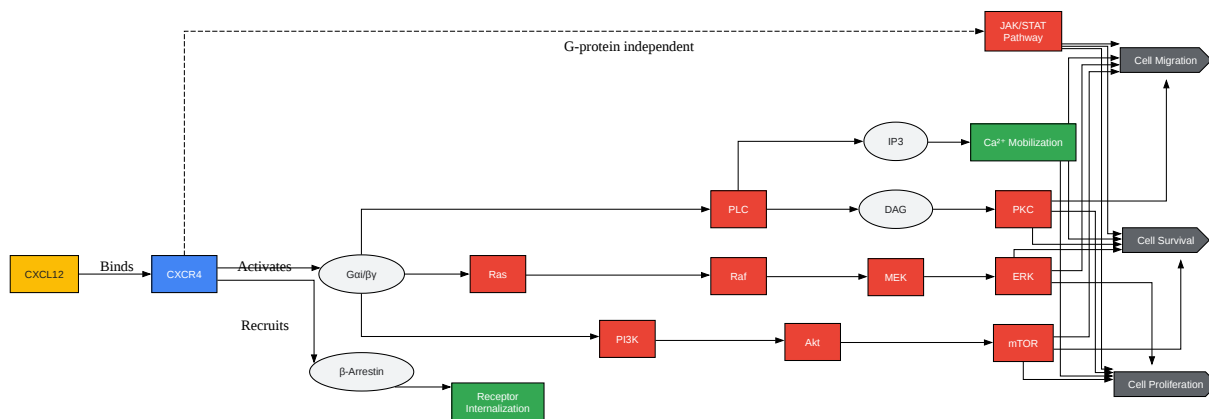 JAK/STAT
Pathway
G-protein independent
Cell Migration
IP3
Ca²⁺ Mobilization
PLC
DAG
PKC
Cell Survival
CXCL12
Binds
CXCR4
Activates
Gαi/βγ
Ras
Raf
MEK
ERK
Recruits
PI3K
Akt
mTOR
β-Arrestin
Cell Proliferation
Receptor
Internalization